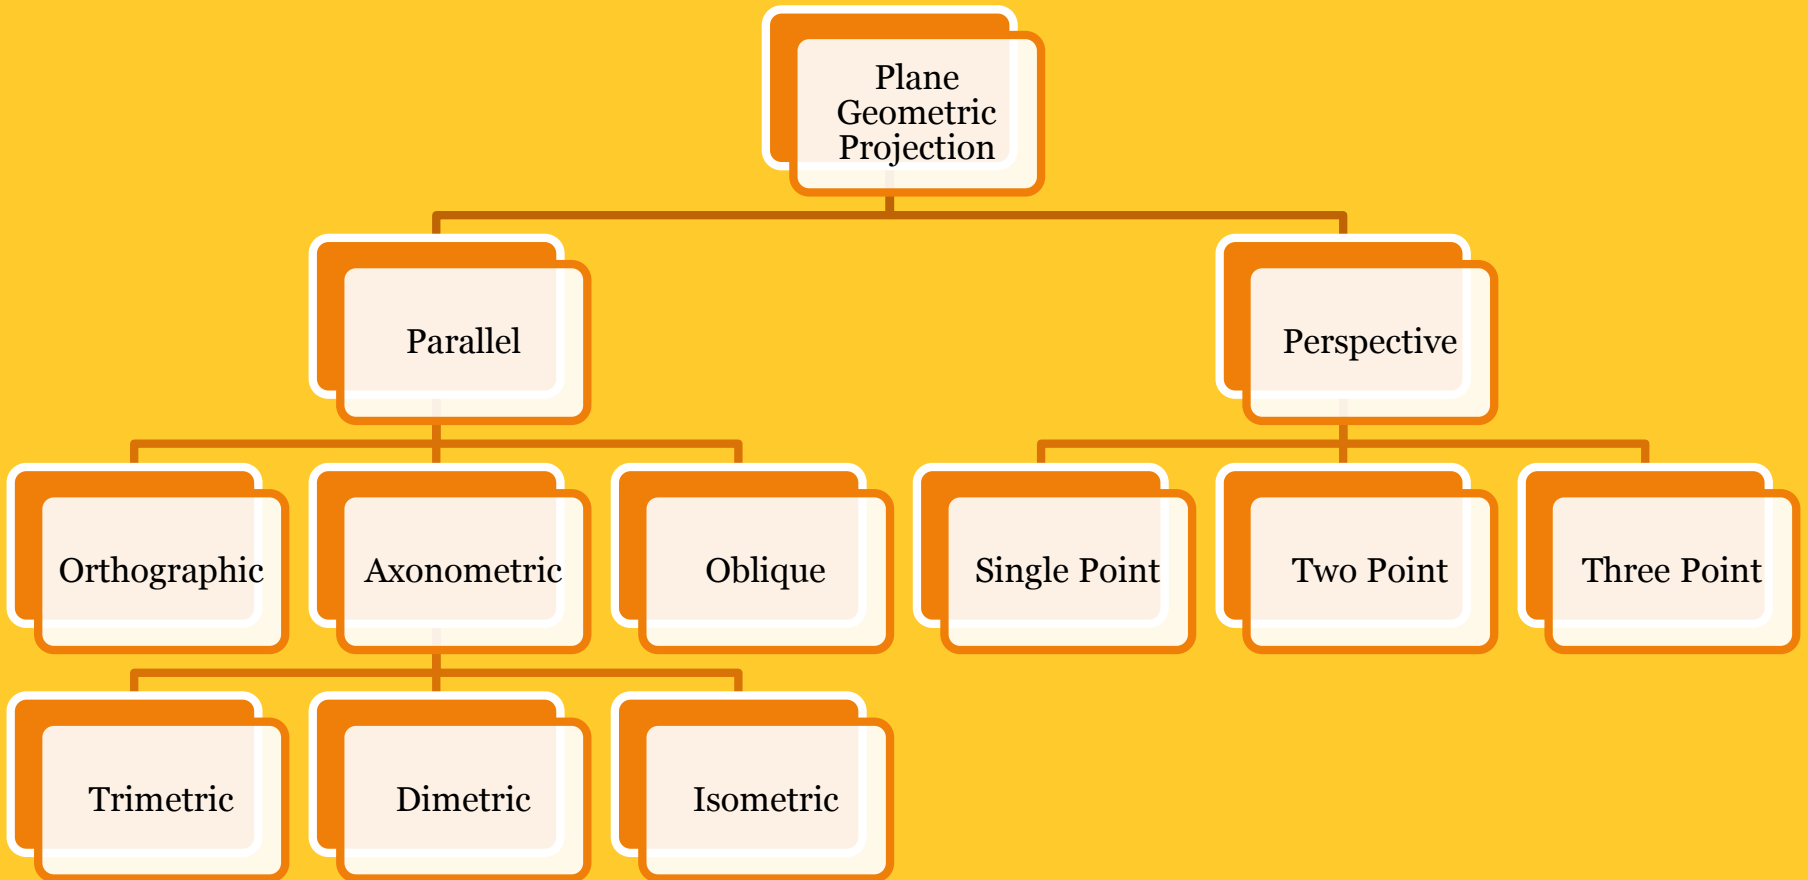 Plane
Geometric
Projection
Parallel
Perspective
Orthographic
Axonometric
Oblique
Single Point
Two Point
Three Point
Trimetric
Dimetric
Isometric